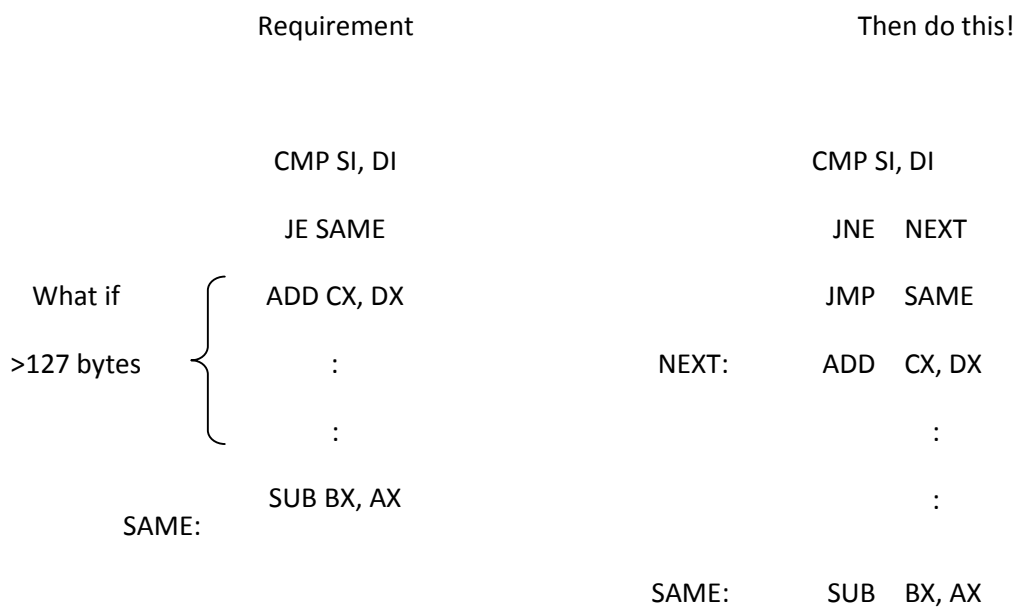 Requirement Then do this!
CMP SI, DI CMP SI, DI
JE SAME JNE NEXT
What if ADD CX, DX JMP SAME
>127 bytes : NEXT: ADD CX, DX
: :
SUB BX, AX :
SAME:
SAME: SUB BX, AX